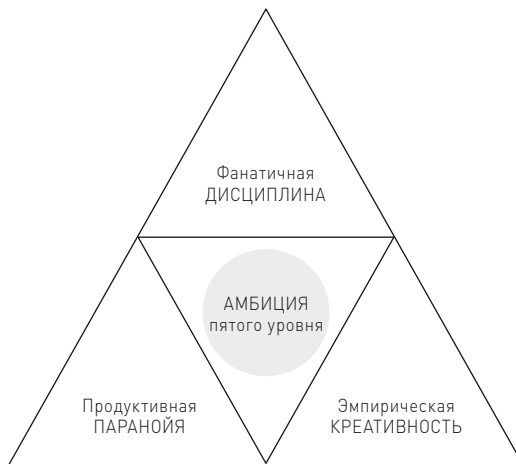 Фанатичная
ДИСЦИПЛИНА
АМБИЦИЯ
пятого уровня
Продуктивная
ПАРАНОЙЯ
Эмпирическая
КРЕАТИВНОСТЬ